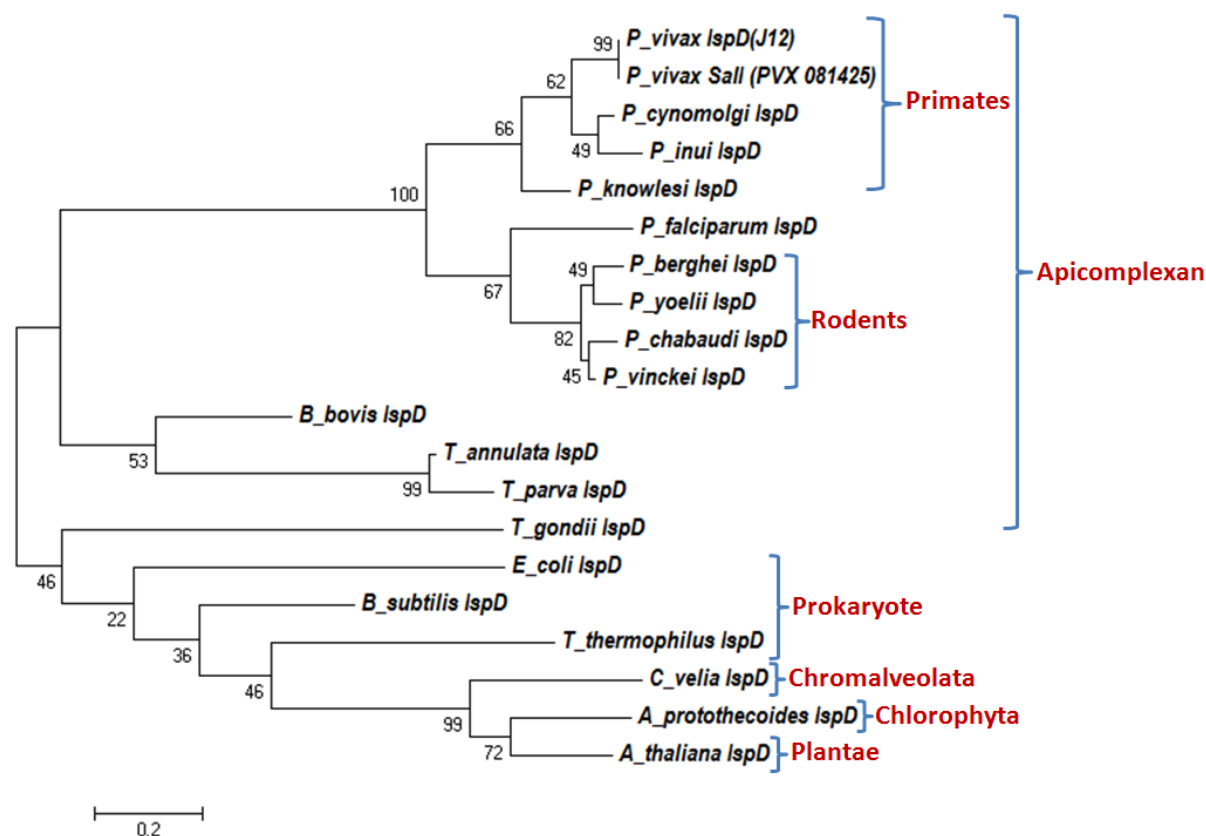 99
P_vivax IspD(J12)
P_vivax SalI (PVX 081425)
62
P_cynomolgi IspD
Primates
66
49
P_inui IspD
100
P_knowlesi IspD
P_falciparum IspD
Apicomplexan
49
P_berghei IspD
67
P_yoelii IspD
Rodents
82
P_chabaudi IspD
45
P_vinckei IspD
B_bovis IspD
53
T_annulata IspD
99
T_parva IspD
T_gondii IspD
46
E_coli IspD
22
B_subtilis IspD
Prokaryote
36
T_thermophilus IspD
46
C_velia IspD
Chromalveolata
99
A_protothecoides IspD
Chlorophyta
72
A_thaliana IspD
Plantae
0.2